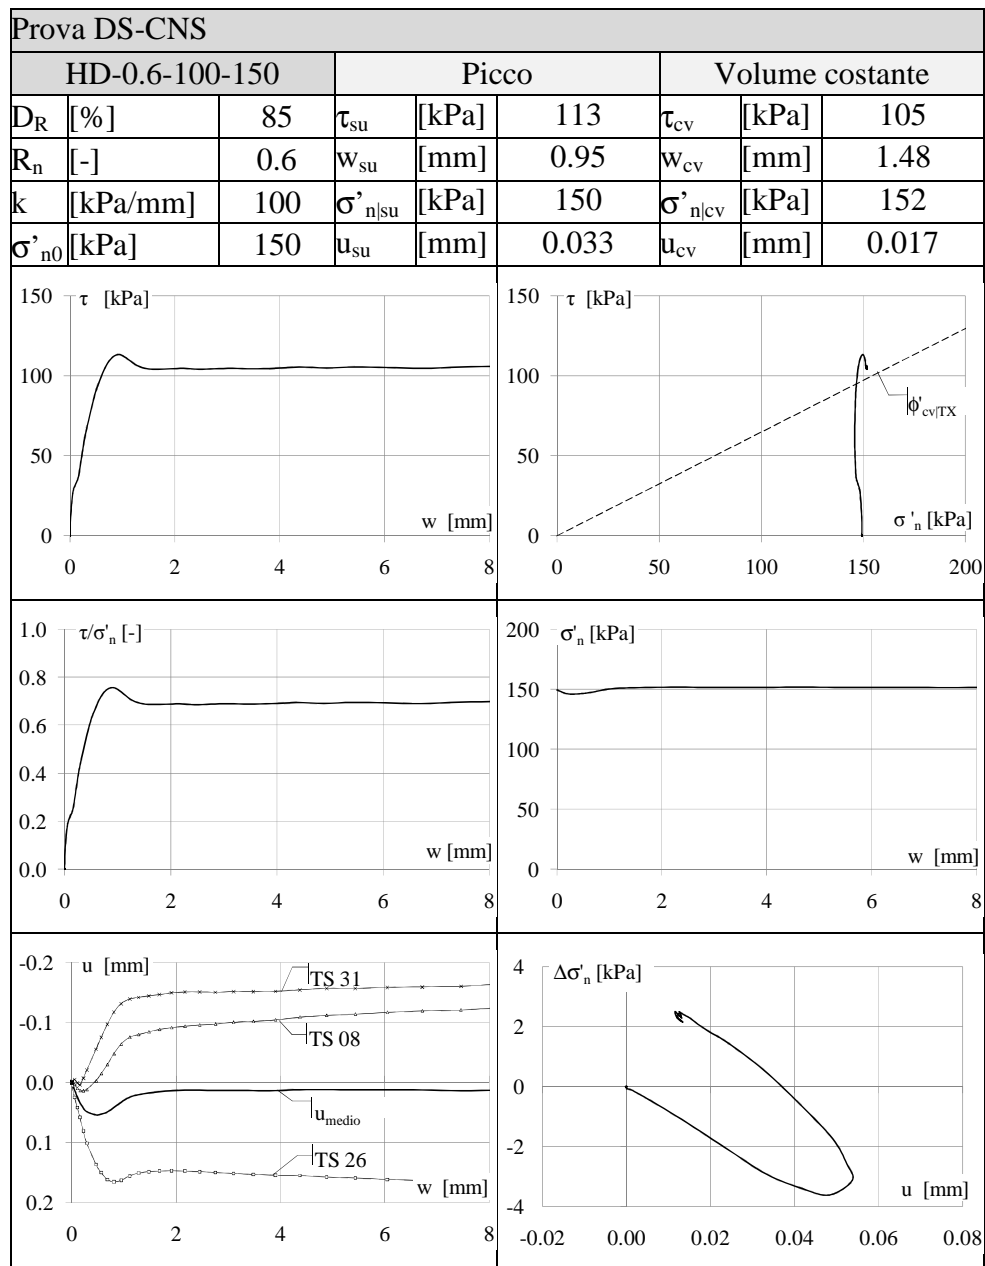 Prova DS-CNS
HD-0.6-100-150 Picco Volume costante
D_R [%] 85 τ_su [kPa] 113 τ_cv [kPa] 105
R_n [-] 0.6 w_su [mm] 0.95 w_cv [mm] 1.48
k [kPa/mm] 100 σ’_n|su [kPa] 150 σ’_n|cv [kPa] 152
σ’_n0 [kPa] 150 u_su [mm] 0.033 u_cv [mm] 0.017
τ [kPa]
150
100
50
0
w [mm]
0 2 4 6 8
τ [kPa]
150
100
50
0
ϕ'_cv|TX
σ '_n [kPa]
0 50 100 150 200
τ/σ'_n [-]
1.0
0.8
0.6
0.4
0.2
0.0
w [mm]
0 2 4 6 8
σ'_n [kPa]
200
150
100
50
0
w [mm]
0 2 4 6 8
u [mm]
-0.2
-0.1
0.0
0.1
0.2
TS 31
TS 08
u_medio
TS 26
w [mm]
0 2 4 6 8
Δσ'_n [kPa]
4
2
0
-2
-4
u [mm]
-0.02 0.00 0.02 0.04 0.06 0.08